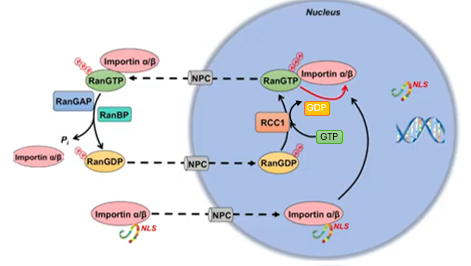 Nucleus
Importin α/β
RanGTP
NPC
RanGTP
Importin α/β
NLS
RanGAP
RanBP
GDP
RCC1
GTP
Pi
Importin α/β
RanGDP
NPC
RanGDP
Importin α/β
NLS
NPC
Importin α/β
NLS